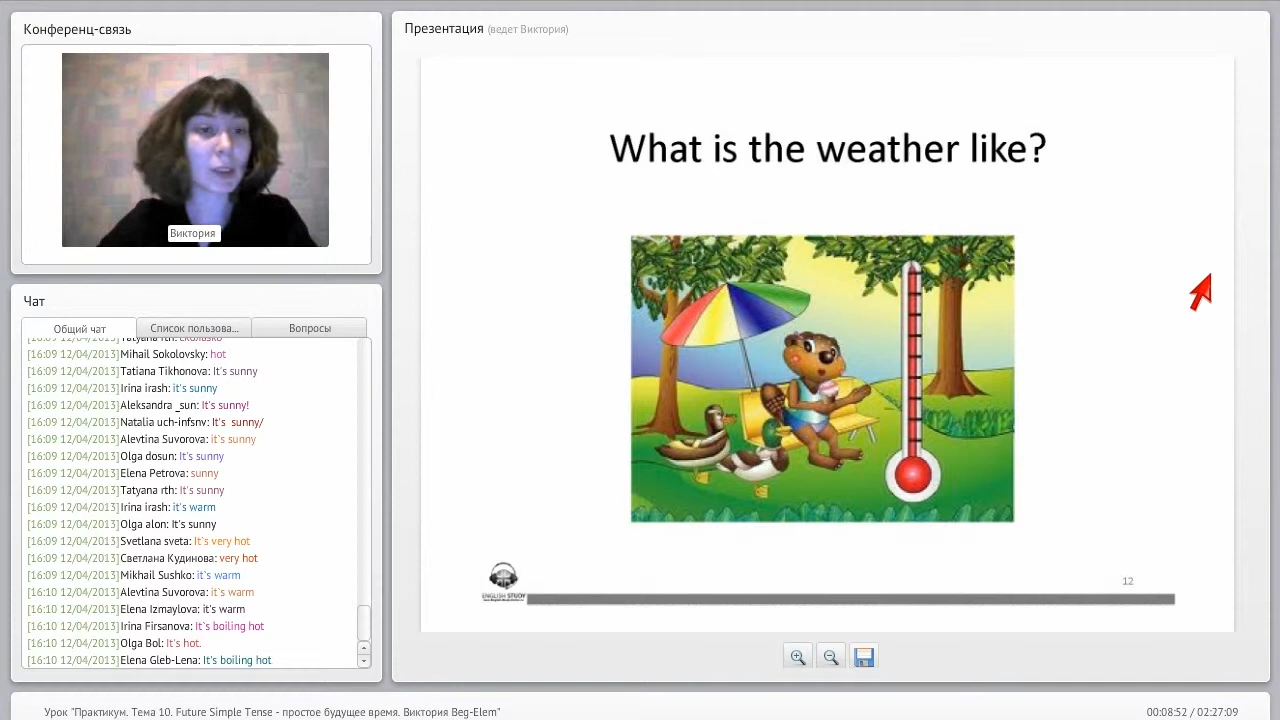 Конференц-связь
Виктория
Чат
Общий чат
Список пользова...
Вопросы
[16:09 12/04/2013]Mihail Sokolovsky: hot
[16:09 12/04/2013]Tatiana Tikhonova: It's sunny
[16:09 12/04/2013]Irina irash: it's sunny
[16:09 12/04/2013]Aleksandra _sun: It's sunny!
[16:09 12/04/2013]Natalia uch-infsnv: It's sunny/
[16:09 12/04/2013]Alevtina Suvorova: it`s sunny
[16:09 12/04/2013]Olga dosun: It's sunny
[16:09 12/04/2013]Elena Petrova: sunny
[16:09 12/04/2013]Tatyana rth: It's sunny
[16:09 12/04/2013]Irina irash: it's warm
[16:09 12/04/2013]Olga alon: It's sunny
[16:09 12/04/2013]Svetlana sveta: It`s very hot
[16:09 12/04/2013]Светлана Кудинова: very hot
[16:09 12/04/2013]Mikhail Sushko: it`s warm
[16:10 12/04/2013]Alevtina Suvorova: it`s warm
[16:10 12/04/2013]Elena Izmaylova: it's warm
[16:10 12/04/2013]Irina Firsanova: It`s boiling hot
[16:10 12/04/2013]Olga Bol: It's hot.
[16:10 12/04/2013]Elena Gleb-Lena: It's boiling hot
Презентация (ведет Виктория)
What is the weather like?
ENGLISH STUDY
12
Урок "Практикум. Тема 10. Future Simple Tense - простое будущее время. Виктория Beg-Elem"
00:08:52 / 02:27:09